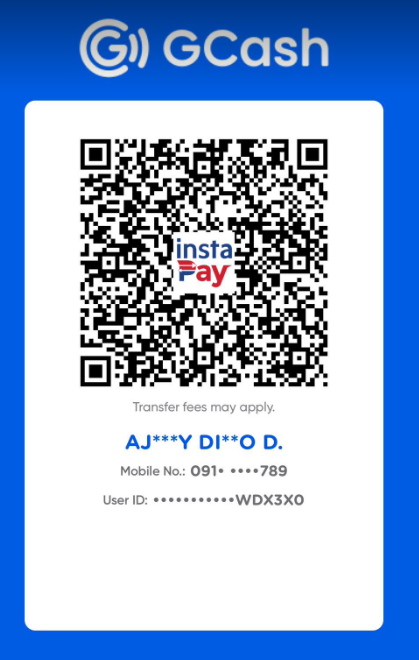 GCash
insta
Pay
Transfer fees may apply.
AJ***Y DI**O D.
Mobile No.: 091• ••••789
User ID: •••••••••••WDX3X0